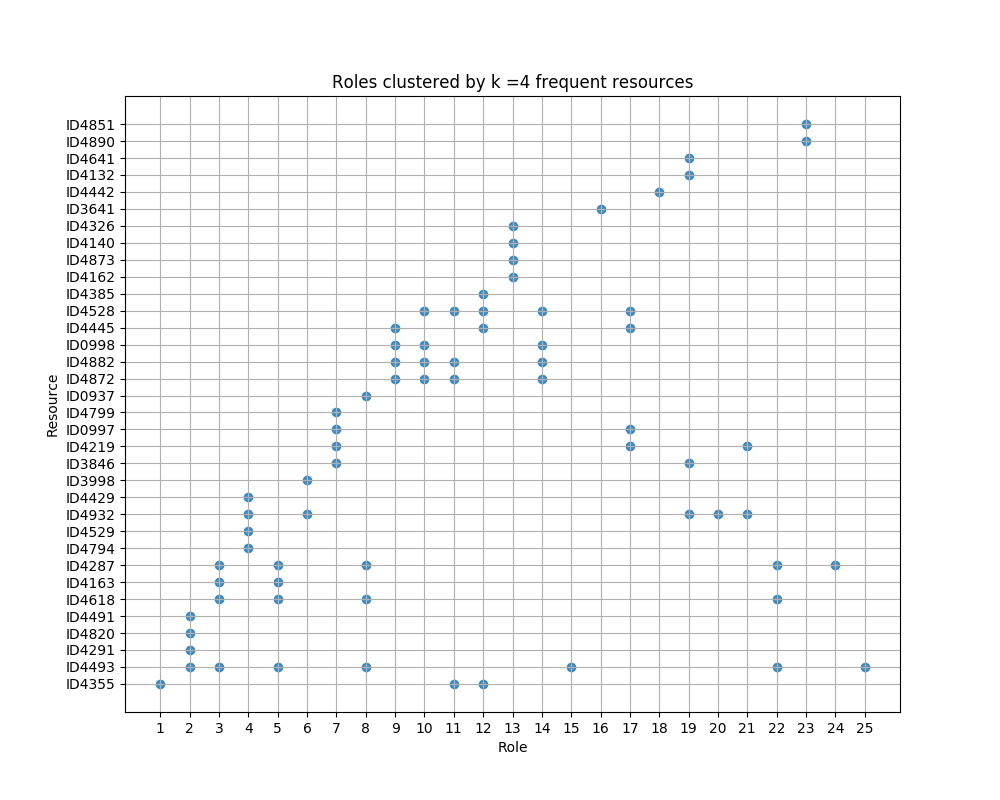 Roles clustered by k =4 frequent resources
ID4851
ID4890
ID4641
ID4132
ID4442
ID3641
ID4326
ID4140
ID4873
ID4162
ID4385
ID4528
ID4445
ID0998
ID4882
ID4872
ID0937
ID4799
ID0997
ID4219
ID3846
ID3998
ID4429
ID4932
ID4529
ID4794
ID4287
ID4163
ID4618
ID4491
ID4820
ID4291
ID4493
ID4355
Resource
1 2 3 4 5 6 7 8 9 10 11 12 13 14 15 16 17 18 19 20 21 22 23 24 25
Role